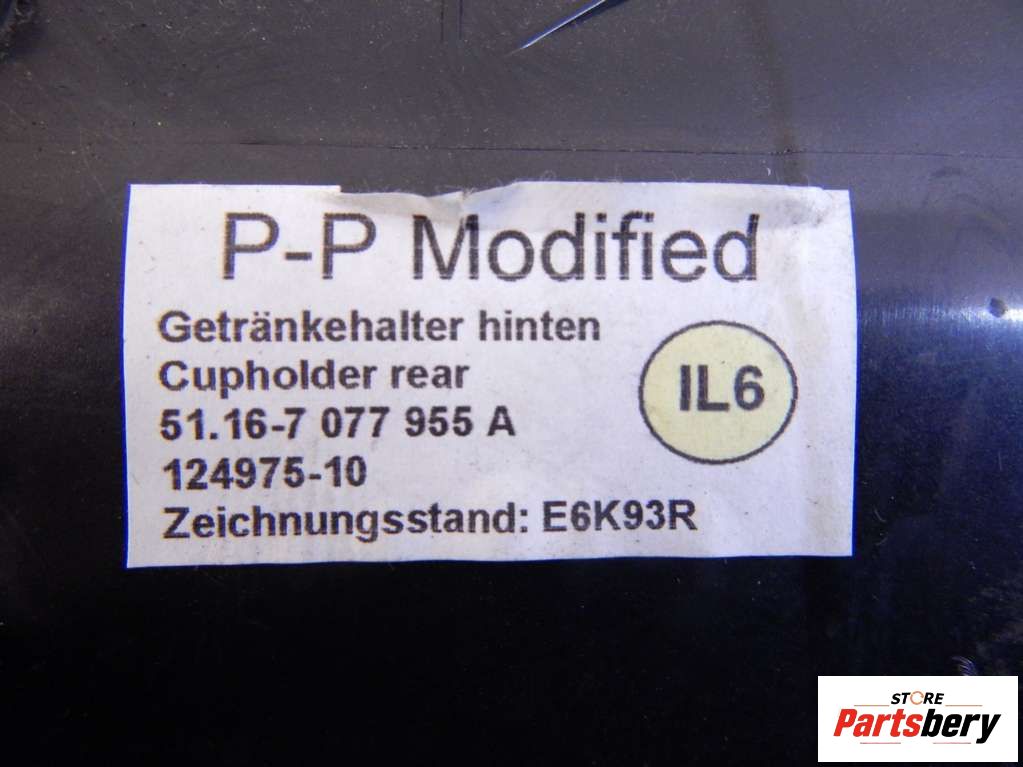 P-P Modified
Getränkehalter hinten
Cupholder rear
51.16-7 077 955 A
124975-10
Zeichnungsstand: E6K93R
IL6
STORE
Partsbery